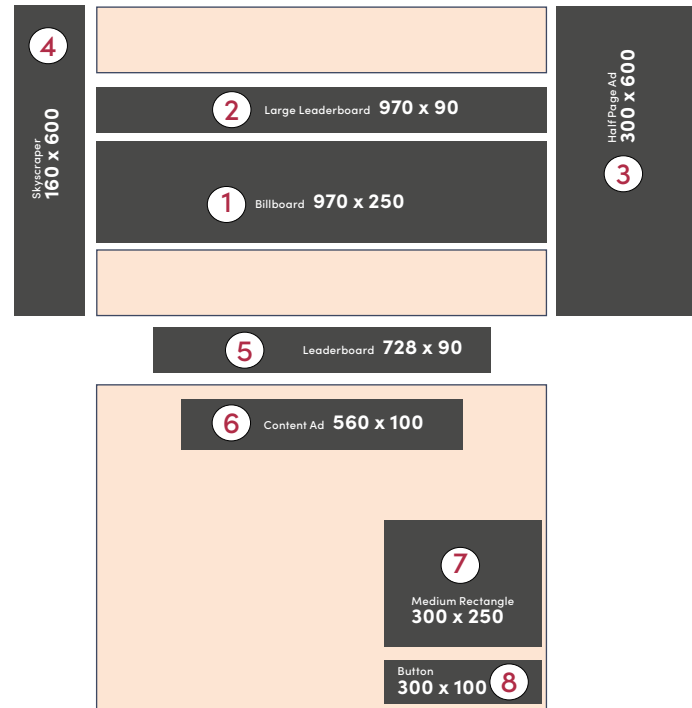 4
Skyscraper
160 x 600
2 Large Leaderboard 970 x 90
1 Billboard 970 x 250
Half Page Ad
300 x 600
3
5 Leaderboard 728 x 90
6 Content Ad 560 x 100
7
Medium Rectangle
300 x 250
Button
300 x 100 8